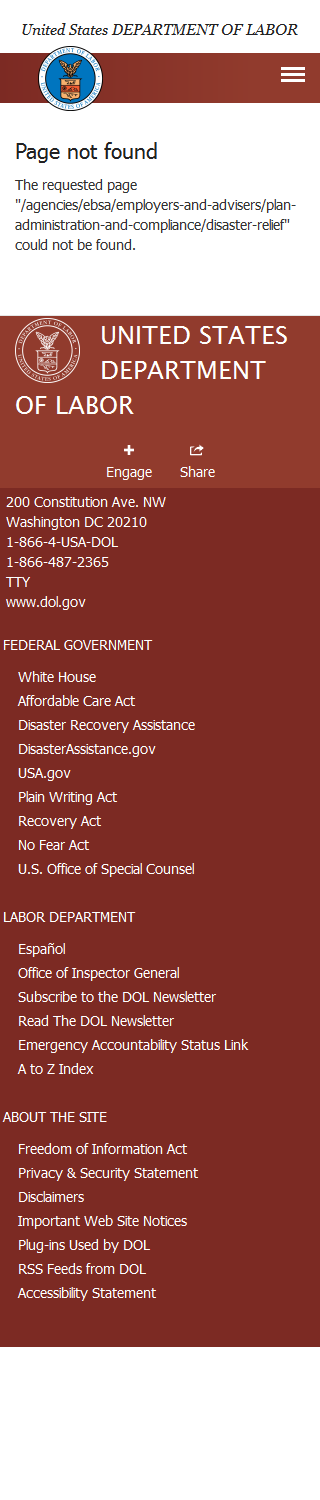 United States DEPARTMENT OF LABOR
Page not found
The requested page
"/agencies/ebsa/employers-and-advisers/plan-
administration-and-compliance/disaster-relief"
could not be found.
UNITED STATES
DEPARTMENT
OF LABOR
Engage
Share
200 Constitution Ave. NW
Washington DC 20210
1-866-4-USA-DOL
1-866-487-2365
TTY
www.dol.gov
FEDERAL GOVERNMENT
White House
Affordable Care Act
Disaster Recovery Assistance
DisasterAssistance.gov
USA.gov
Plain Writing Act
Recovery Act
No Fear Act
U.S. Office of Special Counsel
LABOR DEPARTMENT
Español
Office of Inspector General
Subscribe to the DOL Newsletter
Read The DOL Newsletter
Emergency Accountability Status Link
A to Z Index
ABOUT THE SITE
Freedom of Information Act
Privacy & Security Statement
Disclaimers
Important Web Site Notices
Plug-ins Used by DOL
RSS Feeds from DOL
Accessibility Statement